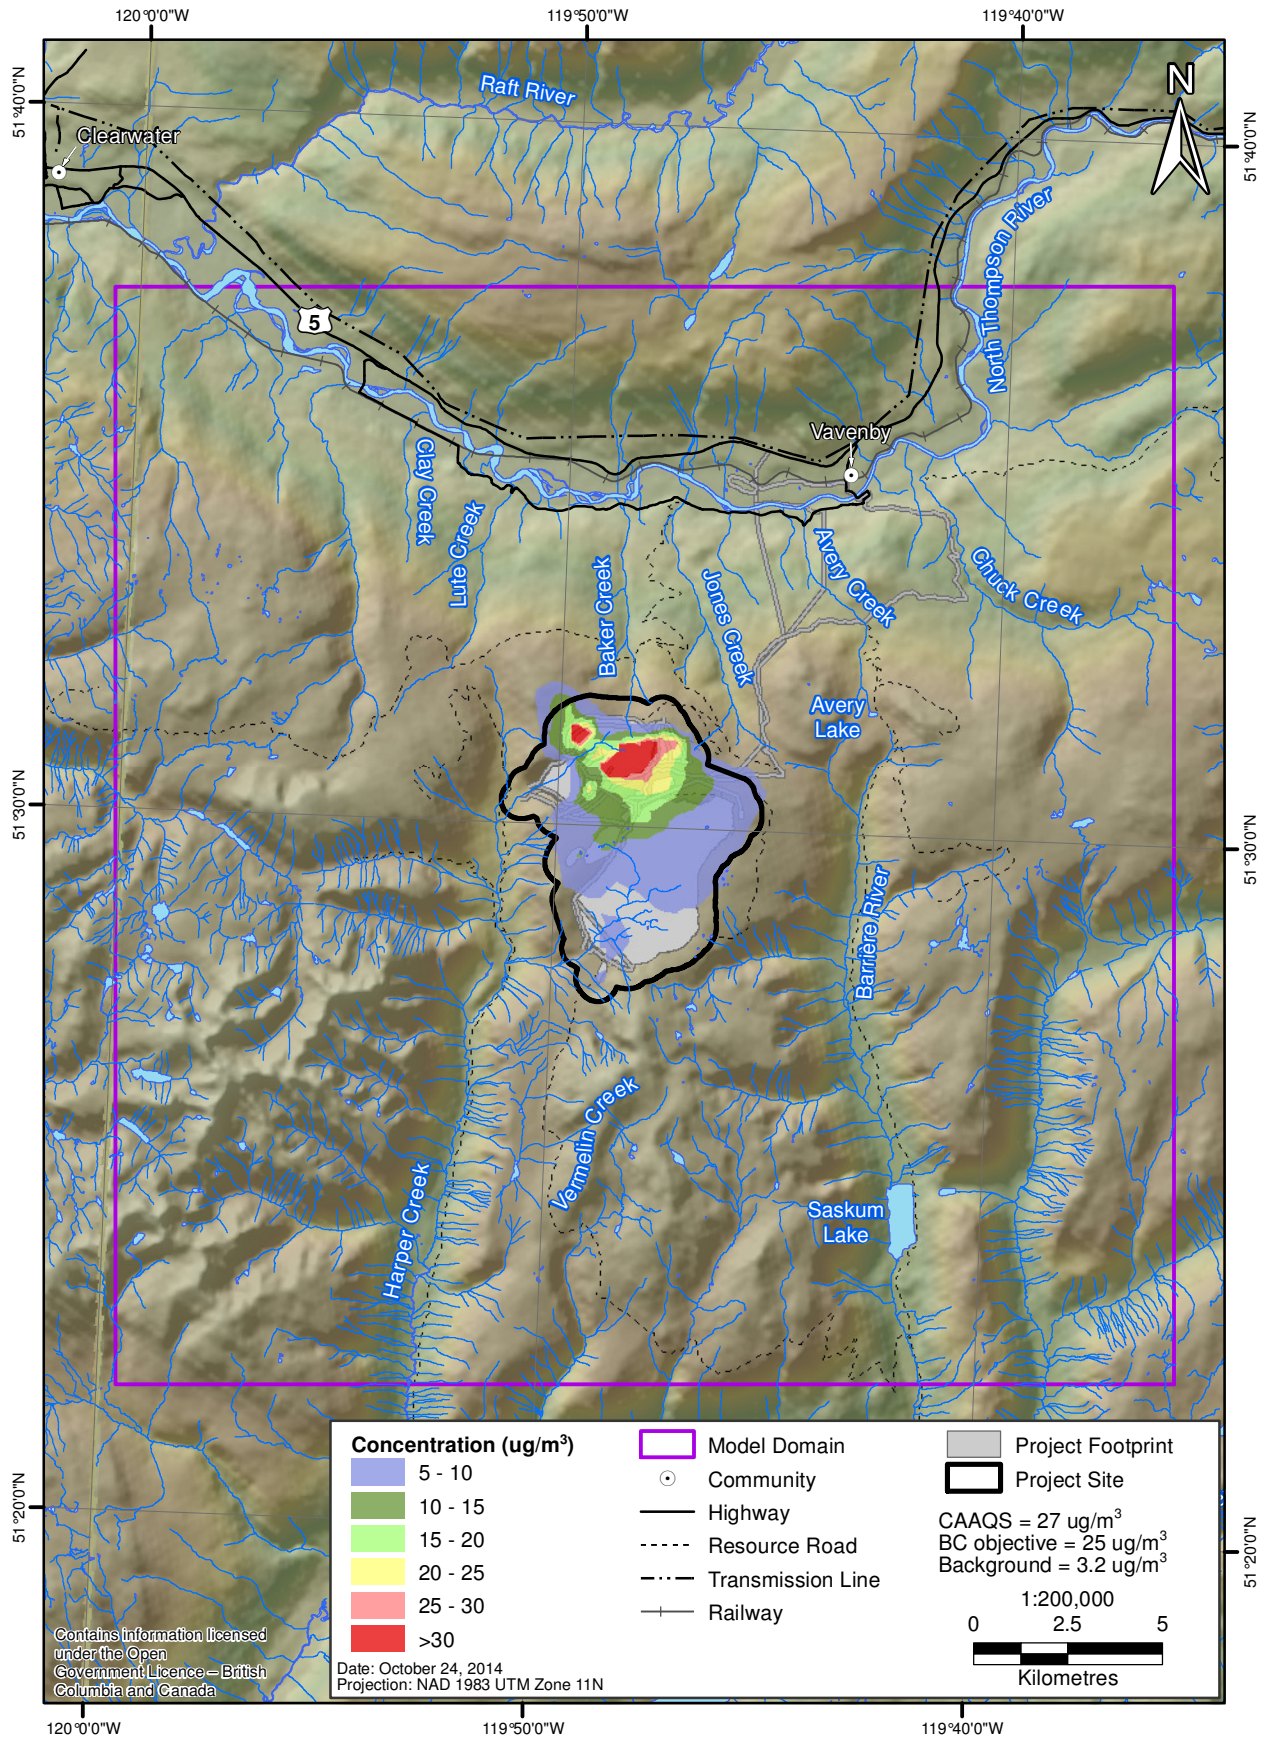 120°0'0"W
119°50'0"W
119°40'0"W
51°40'0"N
51°40'0"N
N
Raft River
Clearwater
North Thompson River
5
Vavenby
Clay Creek
Lute Creek
Baker Creek
Jones Creek
Avery Creek
Chuck Creek
Avery
Lake
51°30'0"N
51°30'0"N
Barrière River
Vermelin Creek
Harper Creek
Saskum
Lake
51°20'0"N
51°20'0"N
Concentration (ug/m³)
5 - 10
10 - 15
15 - 20
20 - 25
25 - 30
>30
Model Domain
Community
Highway
Resource Road
Transmission Line
Railway
Project Footprint
Project Site
CAAQS = 27 ug/m³
BC objective = 25 ug/m³
Background = 3.2 ug/m³
1:200,000
0 2.5 5
Kilometres
Date: October 24, 2014
Projection: NAD 1983 UTM Zone 11N
Contains information licensed
under the Open
Government Licence – British
Columbia and Canada
120°0'0"W
119°50'0"W
119°40'0"W